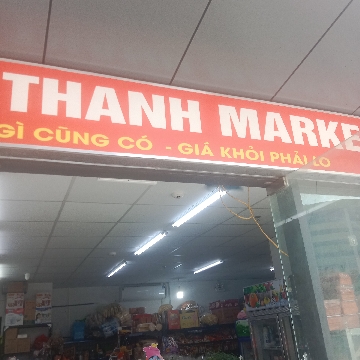 THANH MARKE
GÌ CŨNG CÓ - GIÁ KHỎI PHẢI LO